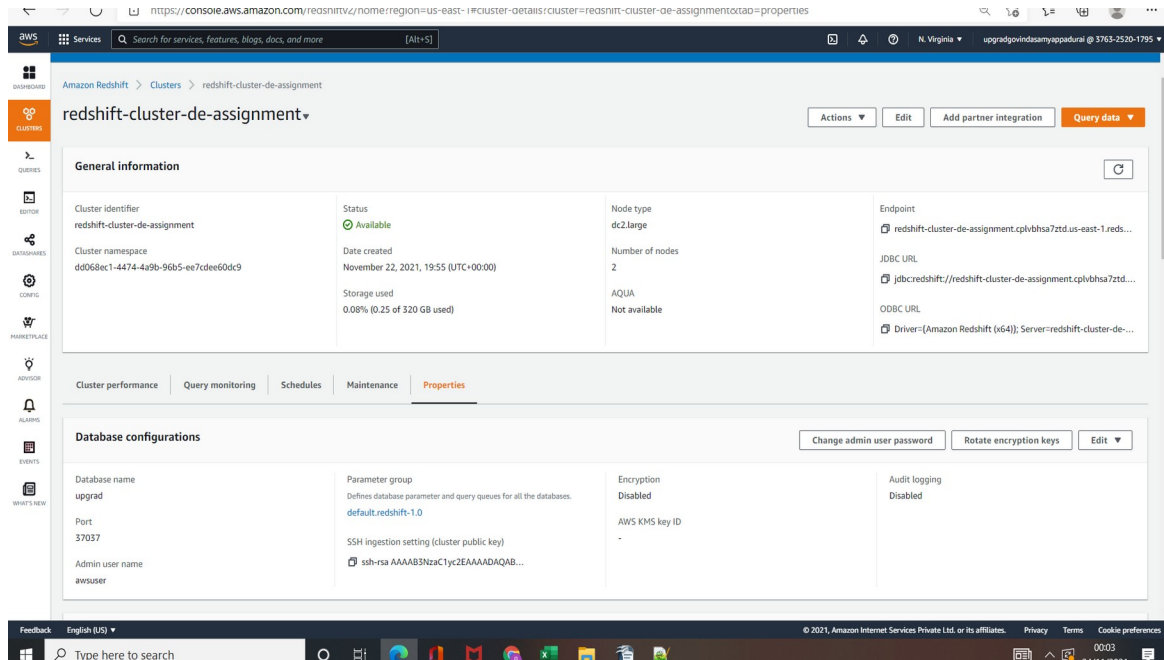 https://console.aws.amazon.com/redshiftv2/home?region=us-east-1#cluster-details?cluster=redshift-cluster-de-assignment&tab=properties
aws
Services
Search for services, features, blogs, docs, and more
[Alt+S]
N. Virginia ▼
upgradgovindasamyappadurai @ 3763-2520-1795 ▼
DASHBOARD
CLUSTERS
QUERIES
EDITOR
DATASHARES
CONFIG
MARKETPLACE
ADVISOR
ALARMS
EVENTS
WHAT'S NEW
Amazon Redshift > Clusters > redshift-cluster-de-assignment
redshift-cluster-de-assignment▼
Actions ▼
Edit
Add partner integration
Query data ▼
General information
Cluster identifier
redshift-cluster-de-assignment
Cluster namespace
dd068ec1-4474-4a9b-96b5-ee7cdee60dc9
Status
Available
Date created
November 22, 2021, 19:55 (UTC+00:00)
Storage used
0.08% (0.25 of 320 GB used)
Node type
dc2.large
Number of nodes
2
AQUA
Not available
Endpoint
redshift-cluster-de-assignment.cplvbhsa7ztd.us-east-1.reds...
JDBC URL
jdbc:redshift://redshift-cluster-de-assignment.cplvbhsa7ztd....
ODBC URL
Driver={Amazon Redshift (x64)}; Server=redshift-cluster-de-...
Cluster performance
Query monitoring
Schedules
Maintenance
Properties
Database configurations
Change admin user password
Rotate encryption keys
Edit ▼
Database name
upgrad
Port
37037
Admin user name
awsuser
Parameter group
Defines database parameter and query queues for all the databases.
default.redshift-1.0
SSH ingestion setting (cluster public key)
ssh-rsa AAAAB3NzaC1yc2EAAAADAQAB...
Encryption
Disabled
AWS KMS key ID
-
Audit logging
Disabled
Feedback
English (US) ▼
© 2021, Amazon Internet Services Private Ltd. or its affiliates.
Privacy
Terms
Cookie preferences
Type here to search
00:03